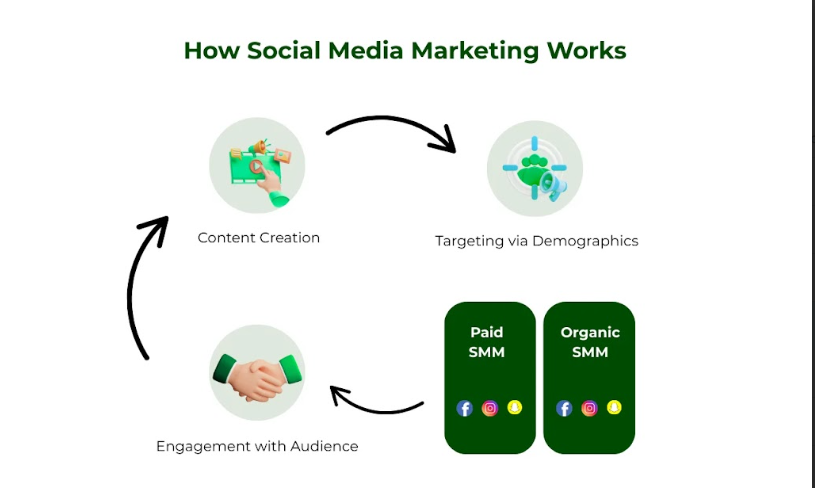 How Social Media Marketing Works
Content Creation
Targeting via Demographics
Paid
SMM
Organic
SMM
Engagement with Audience